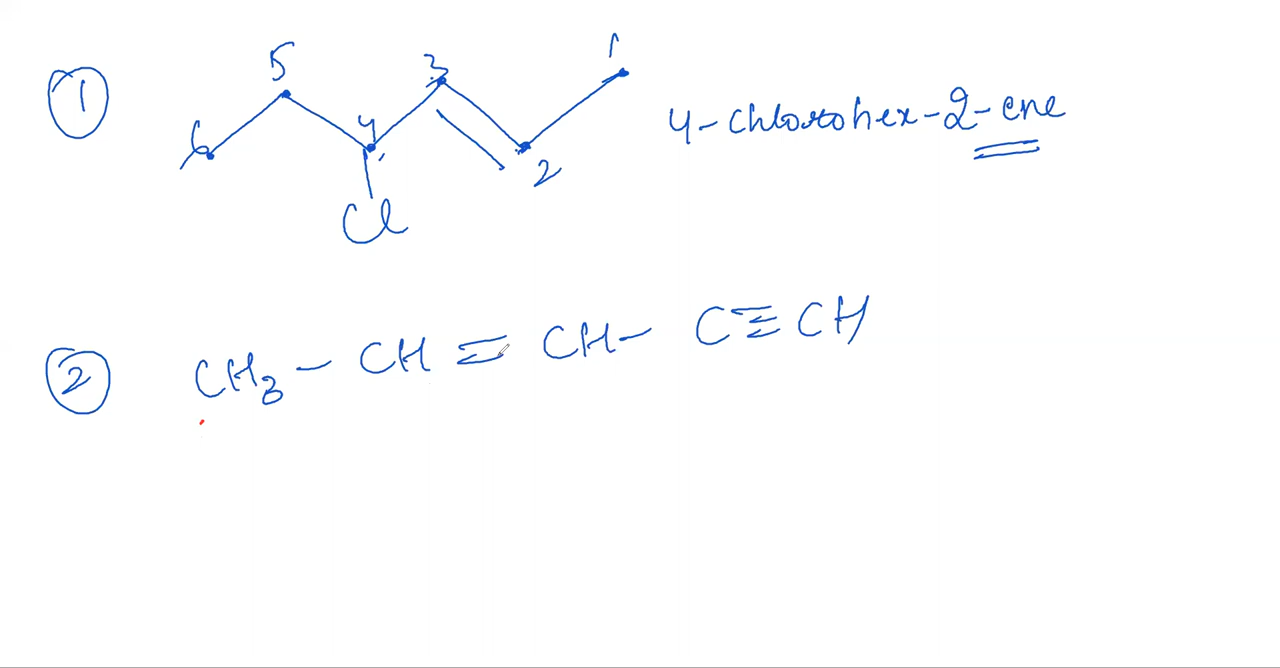 1
5 3 1
6 4 2
Cl
4-chlorohex-2-ene
2
CH3 - CH = CH - C ≡ CH